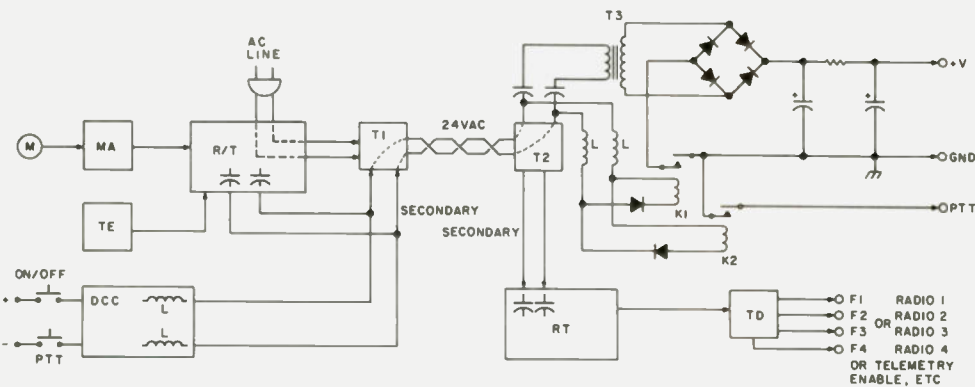 T3
AC
LINE
+V
24VAC
T1
R/T
M
MA
T2
L
L
GND
TE
SECONDARY
SECONDARY
K1
PTT
K2
ON/OFF
+
DCC
L
L
-
PTT
RT
TD
F1 RADIO 1
F2 RADIO 2
OR
F3 RADIO 3
F4 RADIO 4
OR TELEMETRY
ENABLE, ETC
+
+